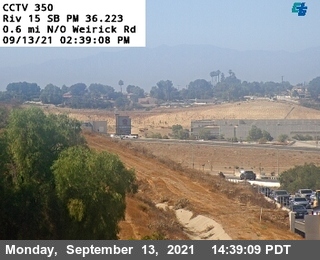 CCTV 350
Riv 15 SB PM 36.223
0.6 mi N/O Weirick Rd
09/13/21 02:39:08 PM
Monday, September 13, 2021 14:39:09 PDT